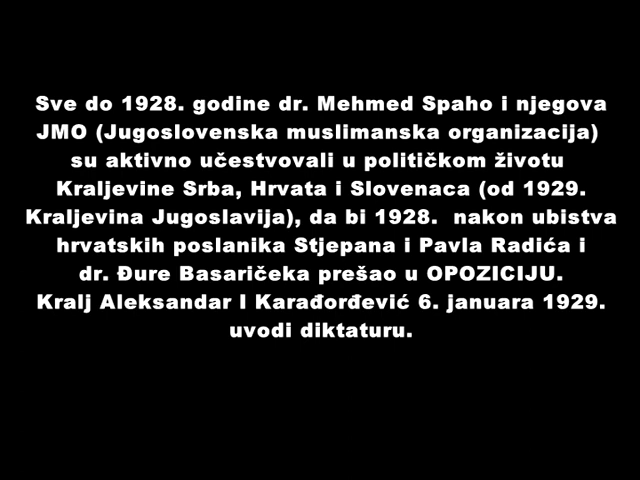 Sve do 1928. godine dr. Mehmed Spaho i njegova
JMO (Jugoslovenska muslimanska organizacija)
su aktivno učestvovali u političkom životu
Kraljevine Srba, Hrvata i Slovenaca (od 1929.
Kraljevina Jugoslavija), da bi 1928.  nakon ubistva
hrvatskih poslanika Stjepana i Pavla Radića i
dr. Đure Basaričeka prešao u OPOZICIJU.
Kralj Aleksandar I Karađorđević 6. januara 1929.
uvodi diktaturu.